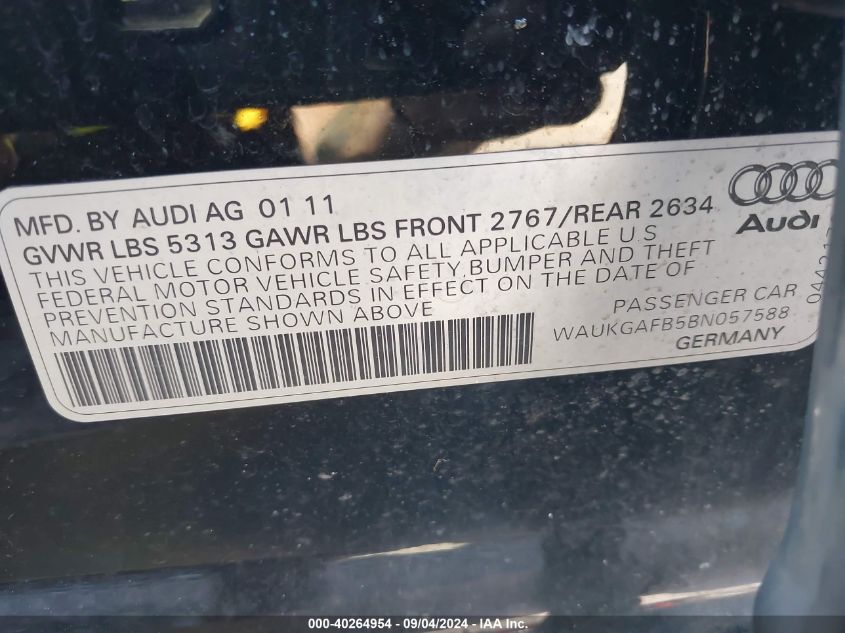 MFD. BY AUDI AG 01 11
GVWR LBS 5313 GAWR LBS FRONT 2767/REAR 2634
THIS VEHICLE CONFORMS TO ALL APPLICABLE U S
FEDERAL MOTOR VEHICLE SAFETY,BUMPER AND THEFT
PREVENTION STANDARDS IN EFFECT ON THE DATE OF
MANUFACTURE SHOWN ABOVE
PASSENGER CAR
WAUKGAFB5BN057588
GERMANY
Audi
000-40264954 - 09/04/2024 - IAA Inc.